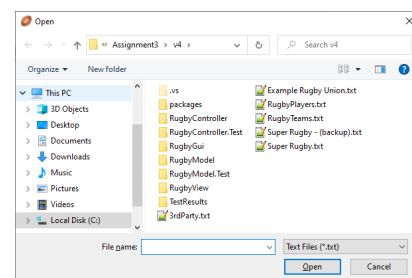 Open
« Assignment3 › v4 ›
Search v4
Organize
New folder
This PC
3D Objects
Desktop
Documents
Downloads
Music
Pictures
Videos
Local Disk (C:)
.vs
packages
RugbyController
RugbyController.Test
RugbyGui
RugbyModel
RugbyModel.Test
RugbyView
TestResults
3rdParty.txt
Example Rugby Union.txt
RugbyPlayers.txt
RugbyTeams.txt
Super Rugby - (backup).txt
Super Rugby.txt
File name:
Text Files (*.txt)
Open
Cancel